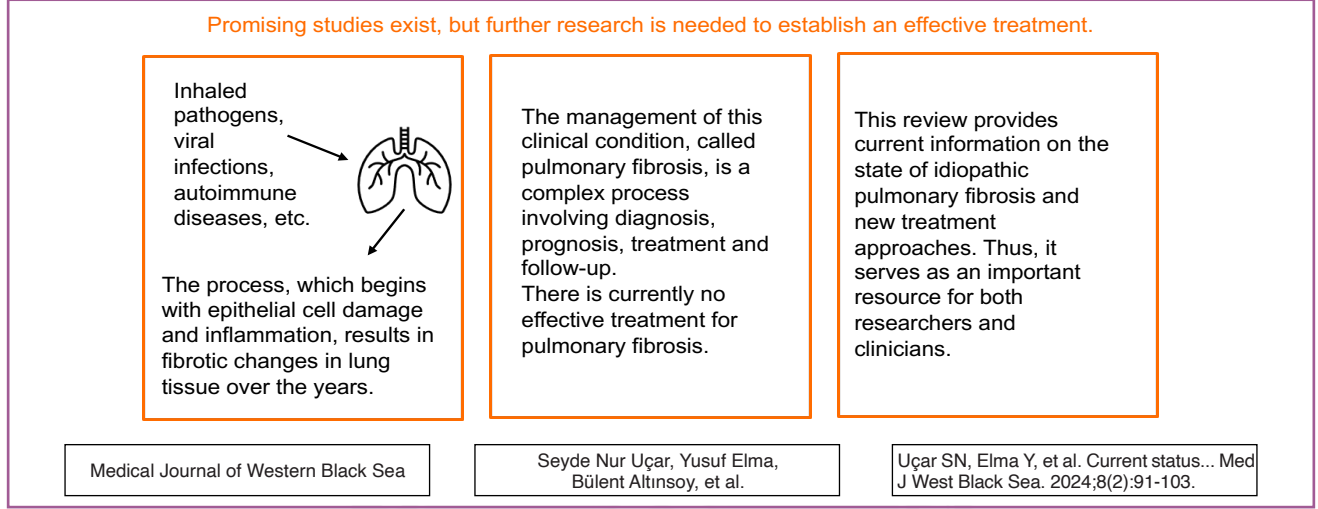 Promising studies exist, but further research is needed to establish an effective treatment.
Inhaled
pathogens,
viral
infections,
autoimmune
diseases, etc.
The process, which begins
with epithelial cell damage
and inflammation, results in
fibrotic changes in lung
tissue over the years.
The management of this
clinical condition, called
pulmonary fibrosis, is a
complex process
involving diagnosis,
prognosis, treatment and
follow-up.
There is currently no
effective treatment for
pulmonary fibrosis.
This review provides
current information on the
state of idiopathic
pulmonary fibrosis and
new treatment
approaches. Thus, it
serves as an important
resource for both
researchers and
clinicians.
Medical Journal of Western Black Sea
Seyde Nur Uçar, Yusuf Elma,
Bülent Altınsoy, et al.
Uçar SN, Elma Y, et al. Current status... Med
J West Black Sea. 2024;8(2):91-103.